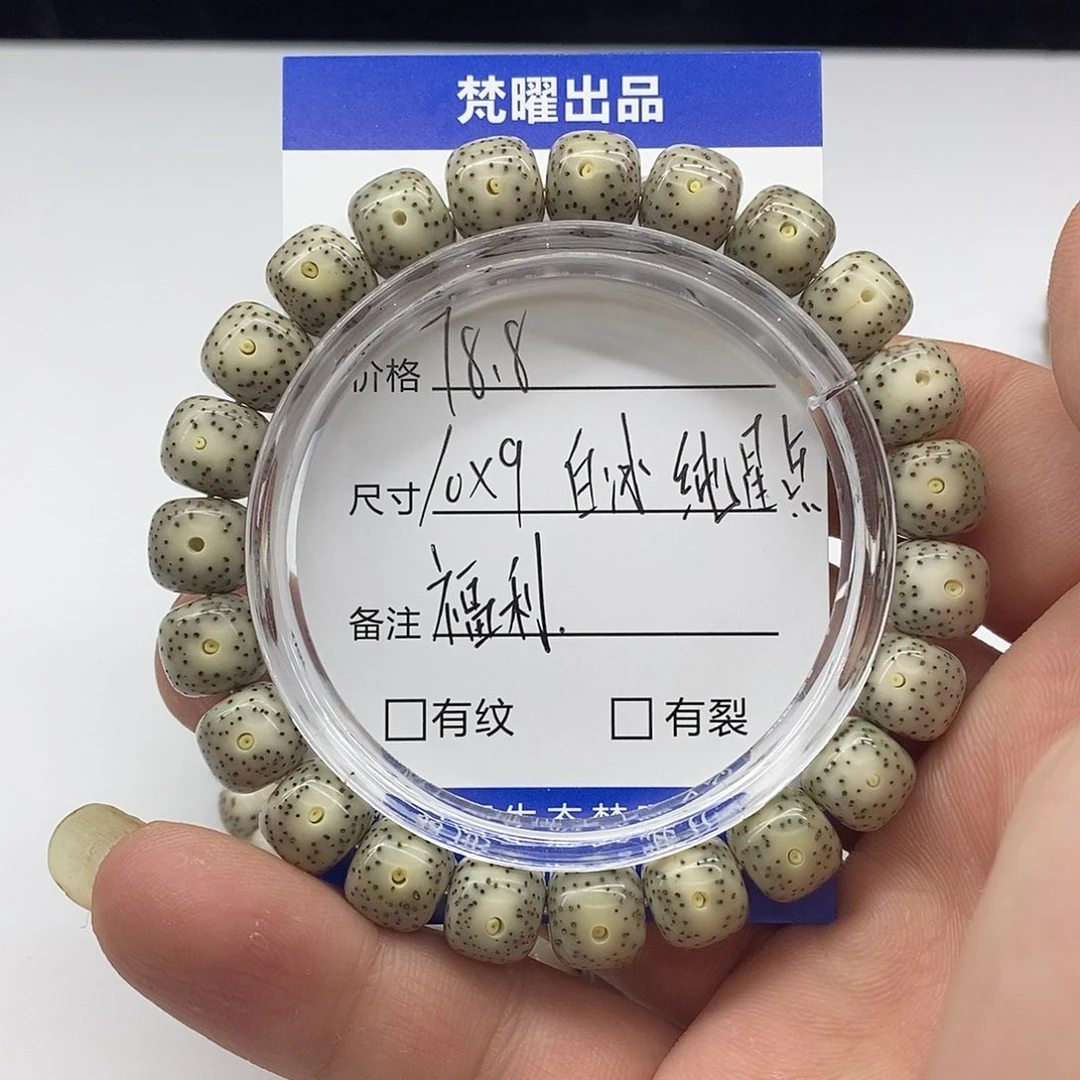 梵曜出品
价格 78.8
尺寸 10x9 白冰 纯星点
备注 福利.
□有纹 □有裂